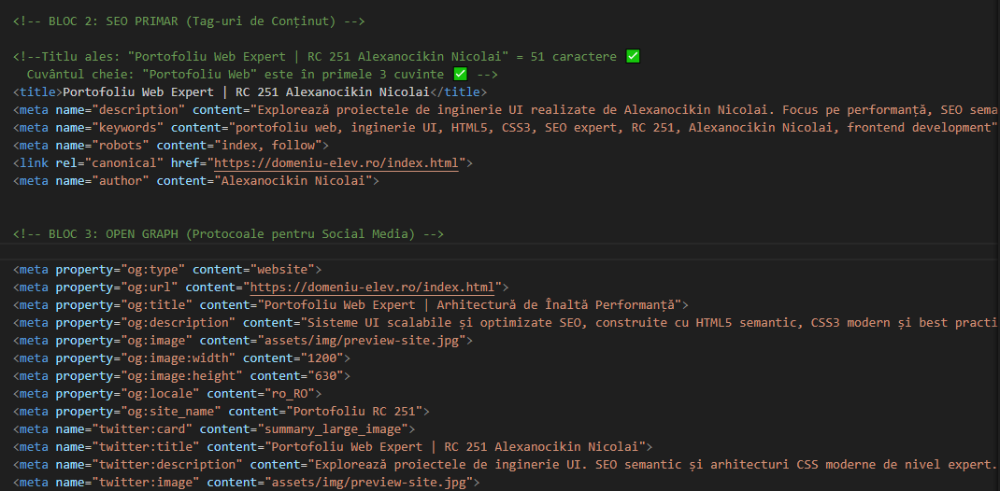 <!-- BLOC 2: SEO PRIMAR (Tag-uri de Conținut) -->
<!--Titlu ales: "Portofoliu Web Expert | RC 251 Alexanocikin Nicolai" = 51 caractere ✅
Cuvântul cheie: "Portofoliu Web" este în primele 3 cuvinte ✅ -->
<title>Portofoliu Web Expert | RC 251 Alexanocikin Nicolai</title>
<meta name="description" content="Explorează proiectele de inginerie UI realizate de Alexanocikin Nicolai. Focus pe performanță, SEO sema
<meta name="keywords" content="portofoliu web, inginerie UI, HTML5, CSS3, SEO expert, RC 251, Alexanocikin Nicolai, frontend development"
<meta name="robots" content="index, follow">
<link rel="canonical" href="https://domeniu-elev.ro/index.html">
<meta name="author" content="Alexanocikin Nicolai">
<!-- BLOC 3: OPEN GRAPH (Protocoale pentru Social Media) -->
<meta property="og:type" content="website">
<meta property="og:url" content="https://domeniu-elev.ro/index.html">
<meta property="og:title" content="Portofoliu Web Expert | Arhitectură de Înaltă Performanță">
<meta property="og:description" content="Sisteme UI scalabile și optimizate SEO, construite cu HTML5 semantic, CSS3 modern și best practi
<meta property="og:image" content="assets/img/preview-site.jpg">
<meta property="og:image:width" content="1200">
<meta property="og:image:height" content="630">
<meta property="og:locale" content="ro_RO">
<meta property="og:site_name" content="Portofoliu RC 251">
<meta name="twitter:card" content="summary_large_image">
<meta name="twitter:title" content="Portofoliu Web Expert | RC 251 Alexanocikin Nicolai">
<meta name="twitter:description" content="Explorează proiectele de inginerie UI. SEO semantic și arhitecturi CSS moderne de nivel expert.
<meta name="twitter:image" content="assets/img/preview-site.jpg">